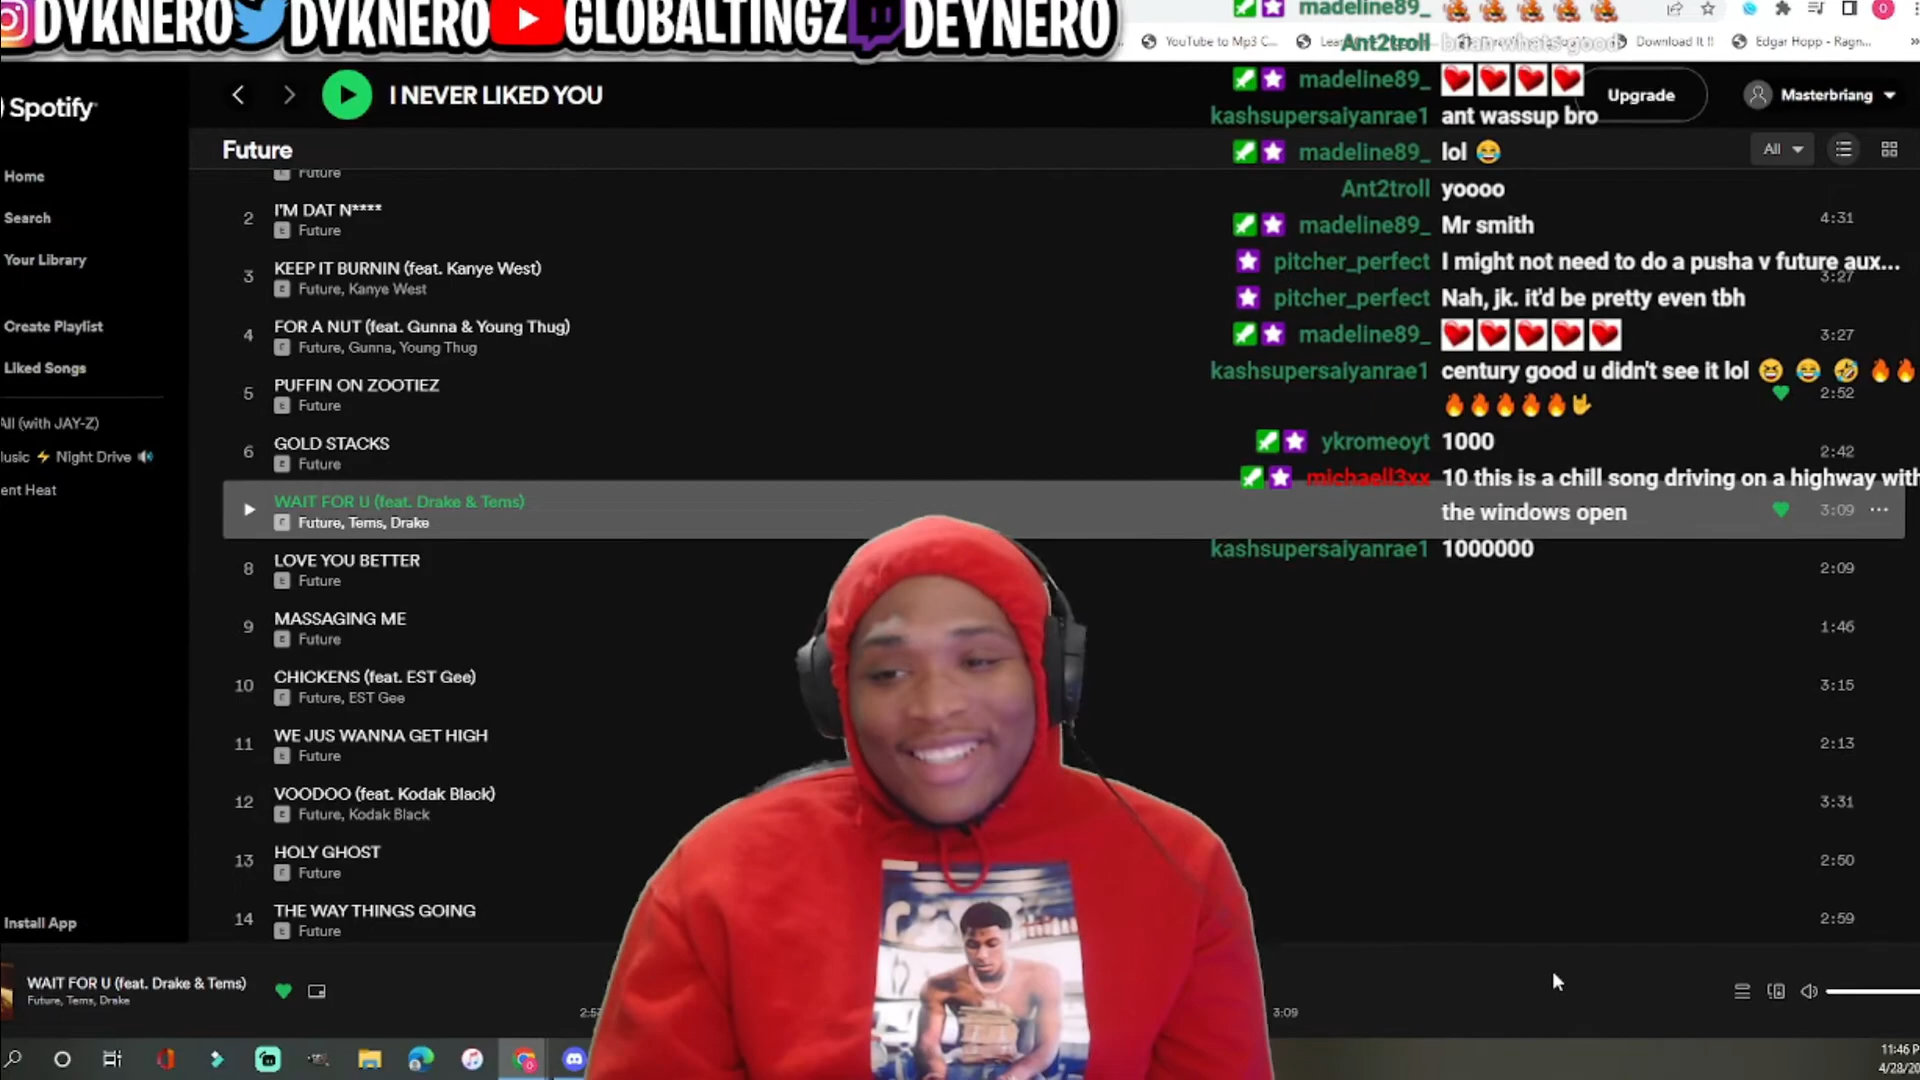 DYKNERO DYKNERO GLOBALTINGZ DEVNERO
YouTube to Mp3 C...
Download It !!
Edgar Hopp - Ragn...
»
Spotify
I NEVER LIKED YOU
Upgrade
Masterbriang
Future
All
Home
Search
Your Library
Create Playlist
Liked Songs
All (with JAY-Z)
usic ⚡ Night Drive
ent Heat
Install App
Future
2 I'M DAT N**** 4:31
Future
3 KEEP IT BURNIN (feat. Kanye West) 3:27
Future, Kanye West
4 FOR A NUT (feat. Gunna & Young Thug) 3:27
Future, Gunna, Young Thug
5 PUFFIN ON ZOOTIEZ 2:52
Future
6 GOLD STACKS 2:42
Future
WAIT FOR U (feat. Drake & Tems) 3:09 ...
Future, Tems, Drake
8 LOVE YOU BETTER 2:09
Future
9 MASSAGING ME 1:46
Future
10 CHICKENS (feat. EST Gee) 3:15
Future, EST Gee
11 WE JUS WANNA GET HIGH 2:13
Future
12 VOODOO (feat. Kodak Black) 3:31
Future, Kodak Black
13 HOLY GHOST 2:50
Future
14 THE WAY THINGS GOING 2:59
Future
madeline89_ 🐯🐯🐯🐯🐯
Ant2troll brian whats good
madeline89_ ❤❤❤❤
kashsupersaiyanrae1 ant wassup bro
madeline89_ lol 😂
Ant2troll yoooo
madeline89_ Mr smith
pitcher_perfect I might not need to do a pusha v future aux...
pitcher_perfect Nah, jk. it'd be pretty even tbh
madeline89_ ❤❤❤❤❤
kashsupersaiyanrae1 century good u didn't see it lol 😆 😂 🤣 🔥🔥
🔥🔥🔥🔥🔥🤟
ykromeoyt 1000
michaell3xx 10 this is a chill song driving on a highway with
the windows open
kashsupersaiyanrae1 1000000
WAIT FOR U (feat. Drake & Tems)
Future, Tems, Drake
3:09
11:46 P
4/28/20